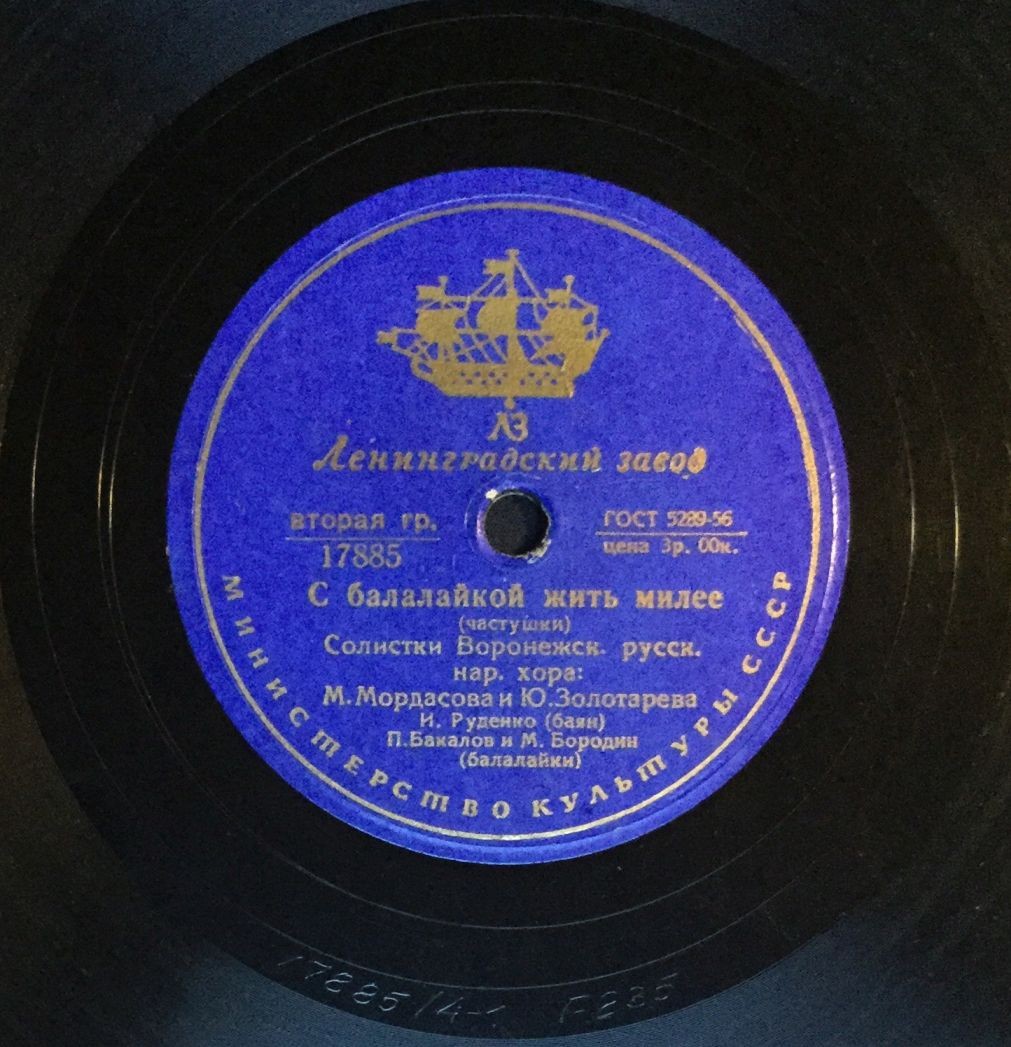 ЛЗ
Ленинградский завод
вторая гр.
17885
ГОСТ 5289-56
цена 3р. 00к.
С балалайкой жить милее
(частушки)
Солистки Воронежск. русск.
нар. хора:
М. Мордасова и Ю. Золотарева
И. Руденко (баян)
П. Бакалов и М. Бородин
(балалайки)
МИНИСТЕРСТВО КУЛЬТУРЫ СССР
17885/4-1 F235